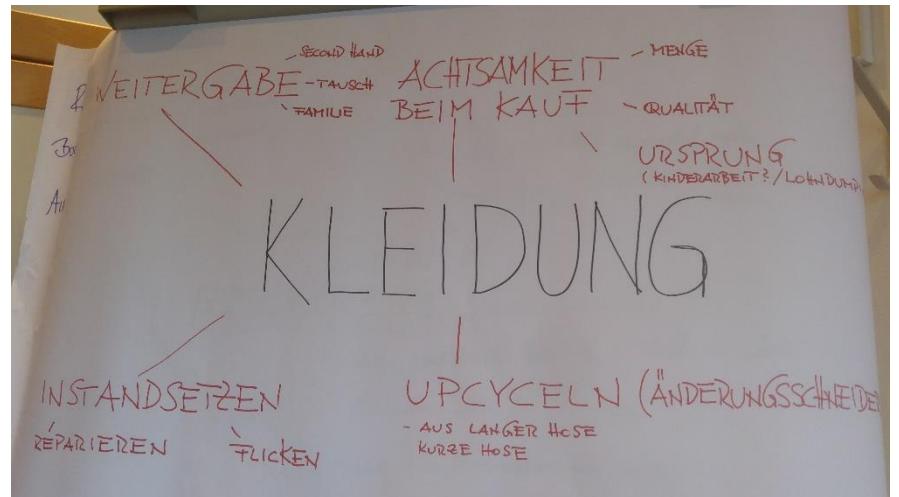 WEITERGABE
SECOND HAND
TAUSCH
FAMILIE
ACHTSAMKEIT
BEIM KAUF
MENGE
QUALITÄT
URSPRUNG
(KINDERARBEIT?/LOHNDUMP
KLEIDUNG
INSTANDSETZEN
REPARIEREN
FLICKEN
UPCYCELN (ÄNDERUNGSSCHNEIDE
- AUS LANGER HOSE
KURZE HOSE